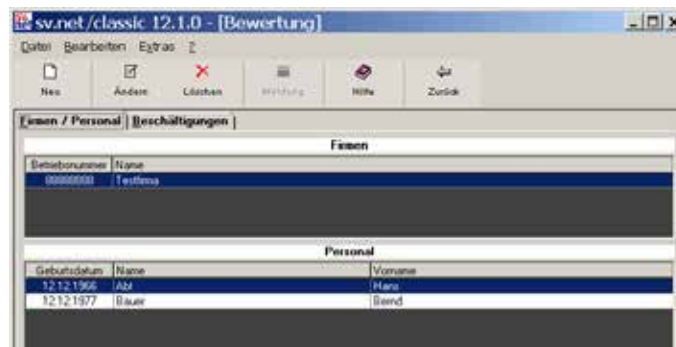 sv.net/classic 12.1.0 - [Bewertung]
Datei Bearbeiten Extras ?
Neu Ändern Löschen Meldung Hilfe Zurück
Firmen / Personal Beschäftigungen
Firmen
Betriebsnummer Name
Testfirma
Personal
Geburtsdatum Name Vorname
12.12.1966 Abt Hans
12.12.1977 Bauer Bernd